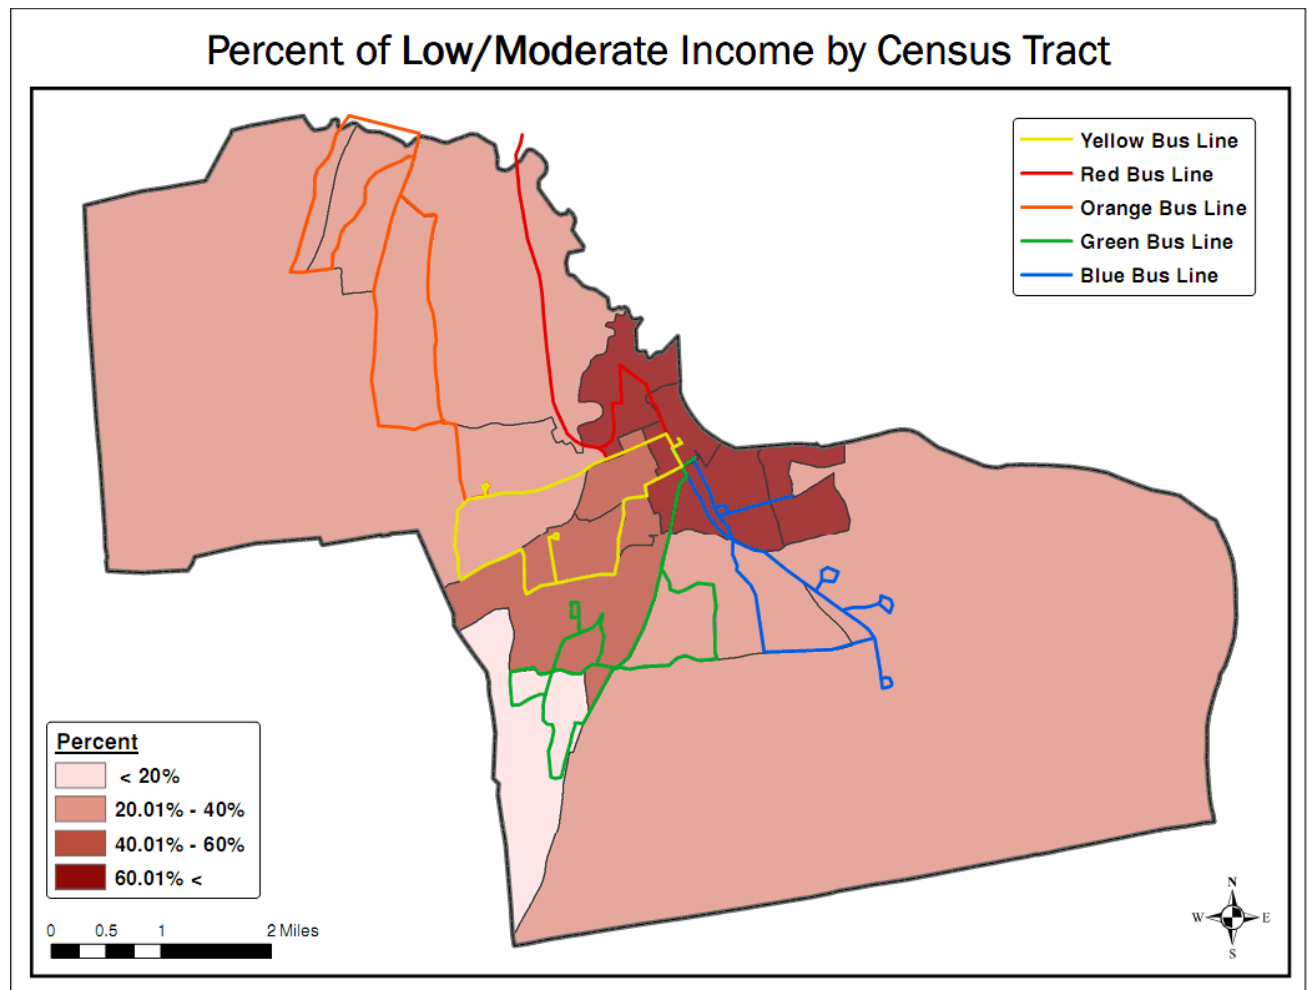 Percent of Low/Moderate Income by Census Tract
Yellow Bus Line
Red Bus Line
Orange Bus Line
Green Bus Line
Blue Bus Line
Percent
< 20%
20.01% - 40%
40.01% - 60%
60.01% <
0 0.5 1 2 Miles
N
W E
S